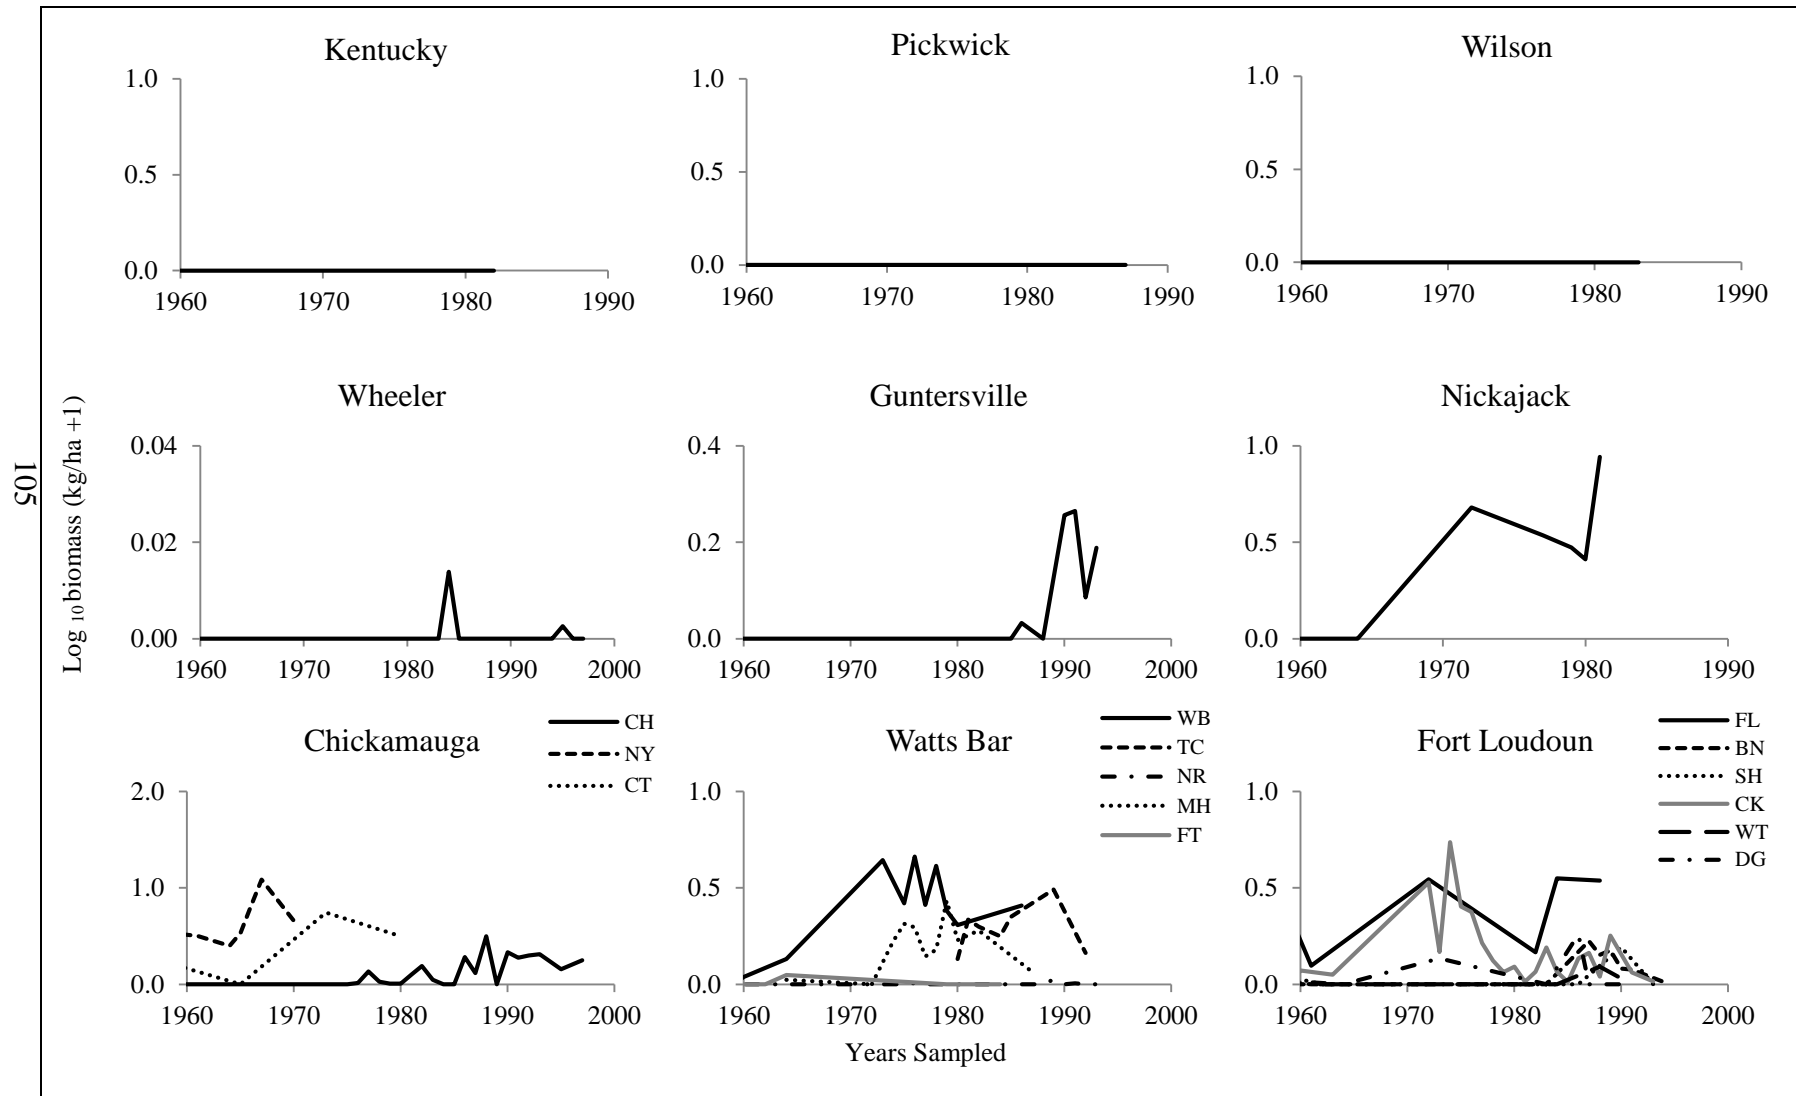 105
Log 10 biomass (kg/ha +1)
Kentucky
1.0
0.5
0.0
1960 1970 1980 1990
Pickwick
1.0
0.5
0.0
1960 1970 1980 1990
Wilson
1.0
0.5
0.0
1960 1970 1980 1990
Wheeler
0.04
0.02
0.00
1960 1970 1980 1990 2000
Guntersville
0.4
0.2
0.0
1960 1970 1980 1990 2000
Nickajack
1.0
0.5
0.0
1960 1970 1980 1990
Chickamauga
CH
NY
CT
2.0
1.0
0.0
1960 1970 1980 1990 2000
Watts Bar
WB
TC
NR
MH
FT
1.0
0.5
0.0
1960 1970 1980 1990 2000
Fort Loudoun
FL
BN
SH
CK
WT
DG
1.0
0.5
0.0
1960 1970 1980 1990 2000
Years Sampled